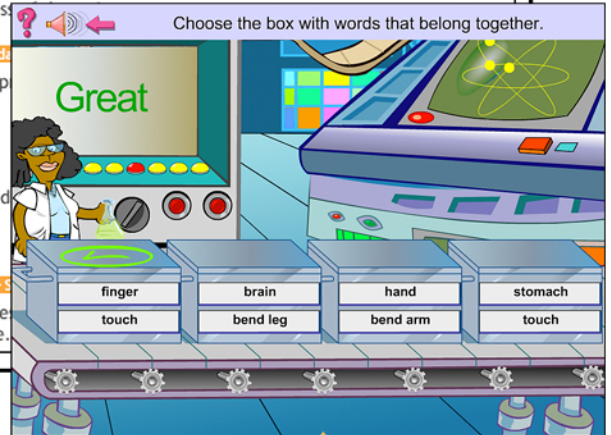 Choose the box with words that belong together.
Great
finger
touch
brain
bend leg
hand
bend arm
stomach
touch